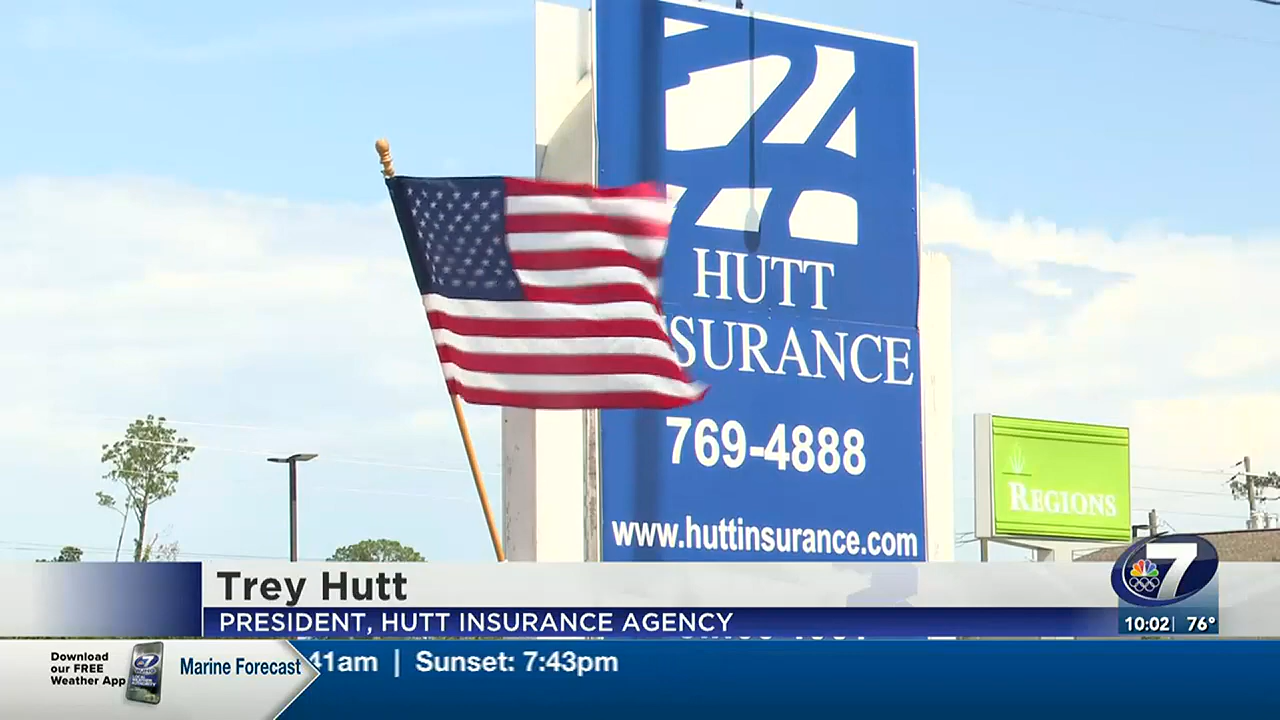 HUTT
SURANCE
769-4888
www.huttinsurance.com
REGIONS
Trey Hutt
PRESIDENT, HUTT INSURANCE AGENCY
7
10:02 | 76°
Download
our FREE
Weather App
Marine Forecast
41am | Sunset: 7:43pm